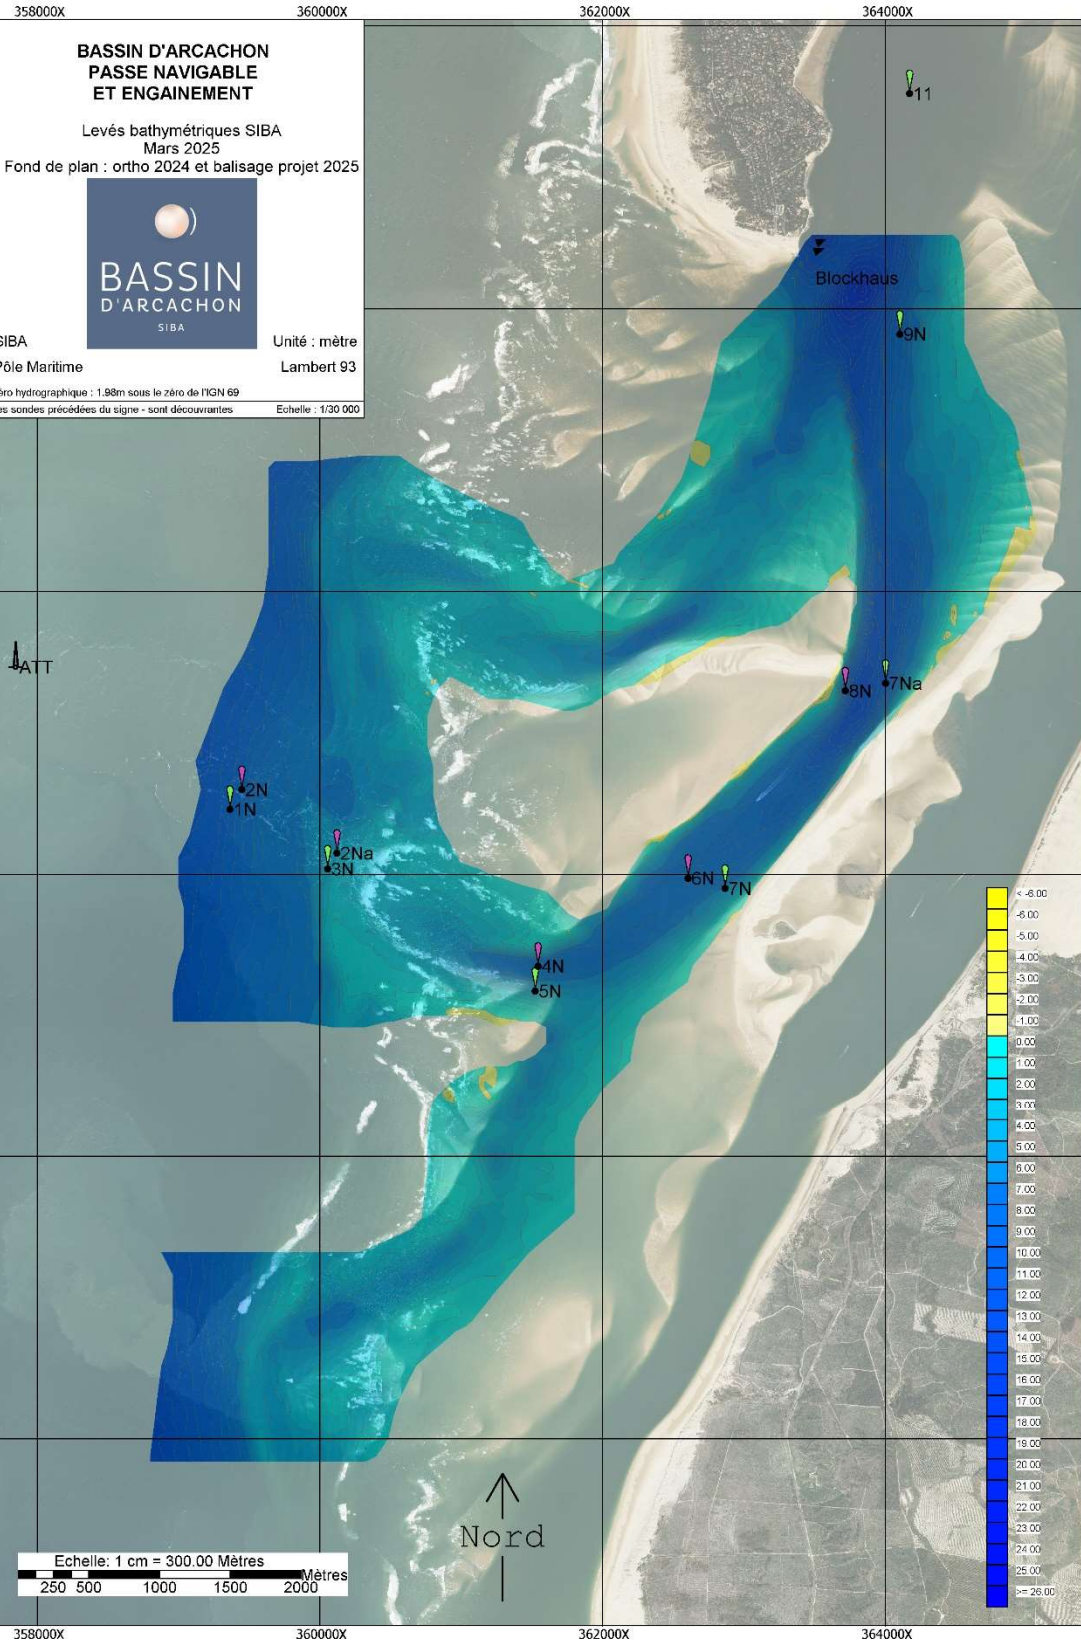 358000X 360000X 362000X 364000X
BASSIN D'ARCACHON
PASSE NAVIGABLE
ET ENGAINEMENT
Levés bathymétriques SIBA
Mars 2025
Fond de plan : ortho 2024 et balisage projet 2025
BASSIN
D'ARCACHON
SIBA
SIBA Unité : mètre
Pôle Maritime Lambert 93
éro hydrographique : 1.98m sous le zéro de l'IGN 69
es sondes précédées du signe - sont découvrantes Echelle : 1/30 000
11
Blockhaus
9N
ATT
8N
7Na
2N
1N
2Na
3N
6N
7N
4N
5N
< -6.00
-6.00
-5.00
-4.00
-3.00
-2.00
-1.00
0.00
1.00
2.00
3.00
4.00
5.00
6.00
7.00
8.00
9.00
10.00
11.00
12.00
13.00
14.00
15.00
16.00
17.00
18.00
19.00
20.00
21.00
22.00
23.00
24.00
25.00
>= 26.00
Nord
Echelle: 1 cm = 300.00 Mètres
Mètres
250 500 1000 1500 2000
358000X 360000X 362000X 364000X